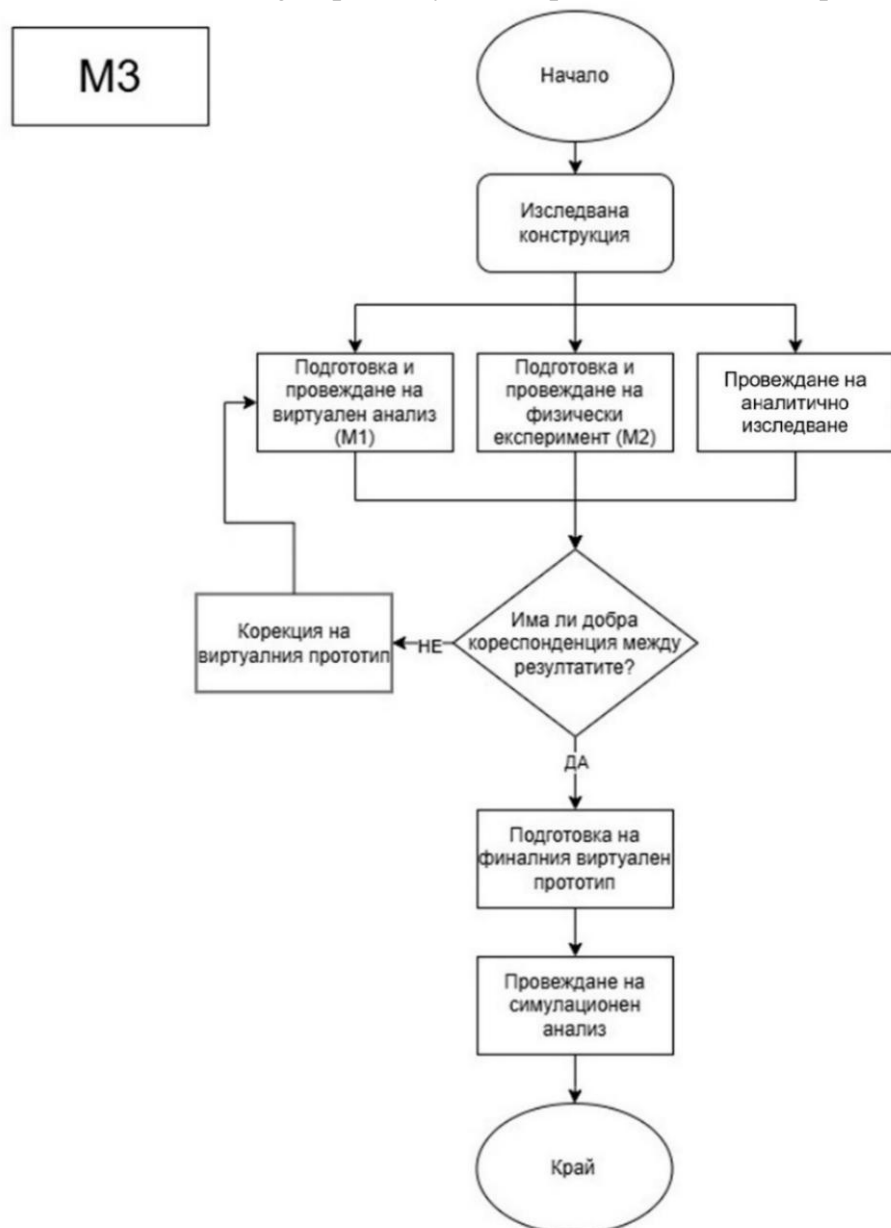 М3
Начало
Изследвана
конструкция
Подготовка и
провеждане на
виртуален анализ
(М1)
Подготовка и
провеждане на
физически
експеримент (М2)
Провеждане на
аналитично
изследване
Има ли добра
кореспонденция между
резултатите?
НЕ
Корекция на
виртуалния прототип
ДА
Подготовка на
финалния виртуален
прототип
Провеждане на
симулационен
анализ
Край